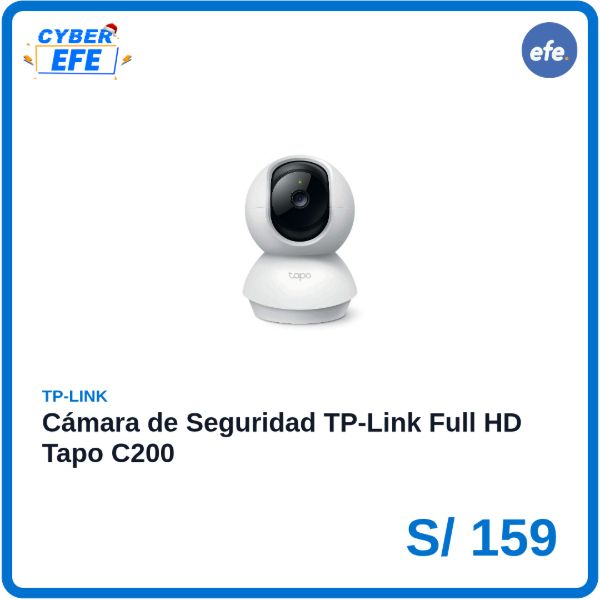 CYBER
EFE
efe.
tapo
TP-LINK
Cámara de Seguridad TP-Link Full HD
Tapo C200
S/ 159